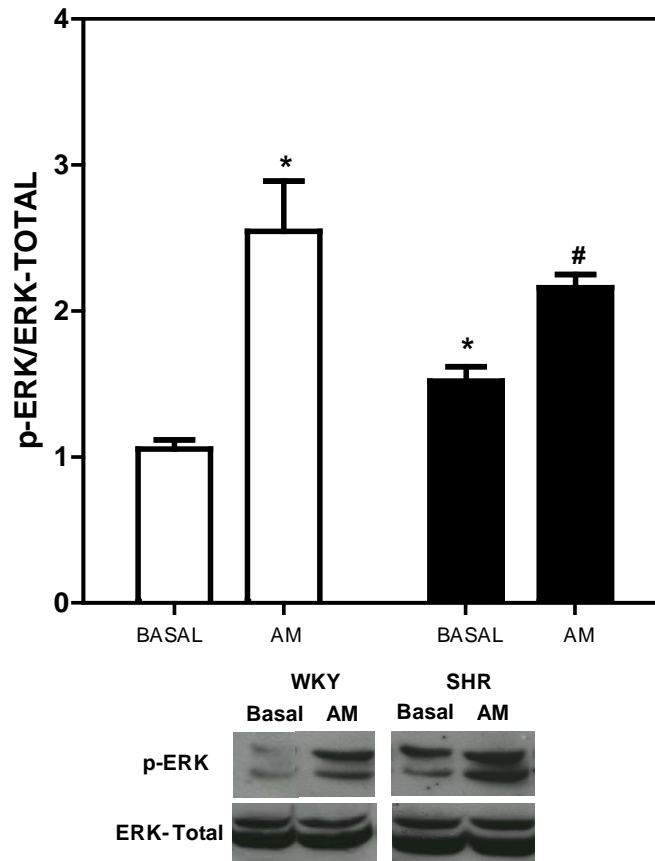 4
3
2
1
0
p-ERK/ERK-TOTAL
*
*
#
BASAL AM BASAL AM
WKY SHR
Basal AM Basal AM
p-ERK
ERK- Total